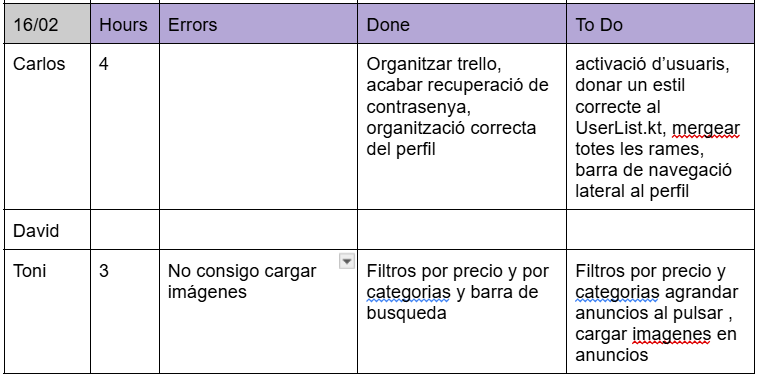 16/02 Hours Errors Done To Do
Carlos 4
Organitzar trello,
acabar recuperació de
contrasenya,
organització correcta
del perfil
activació d’usuaris,
donar un estil
correcte al
UserList.kt, mergear
totes les rames,
barra de navegació
lateral al perfil
David
Toni 3
No consigo cargar
imágenes
Filtros por precio y por
categorias y barra de
busqueda
Filtros por precio y
categorias agrandar
anuncios al pulsar ,
cargar imagenes en
anuncios